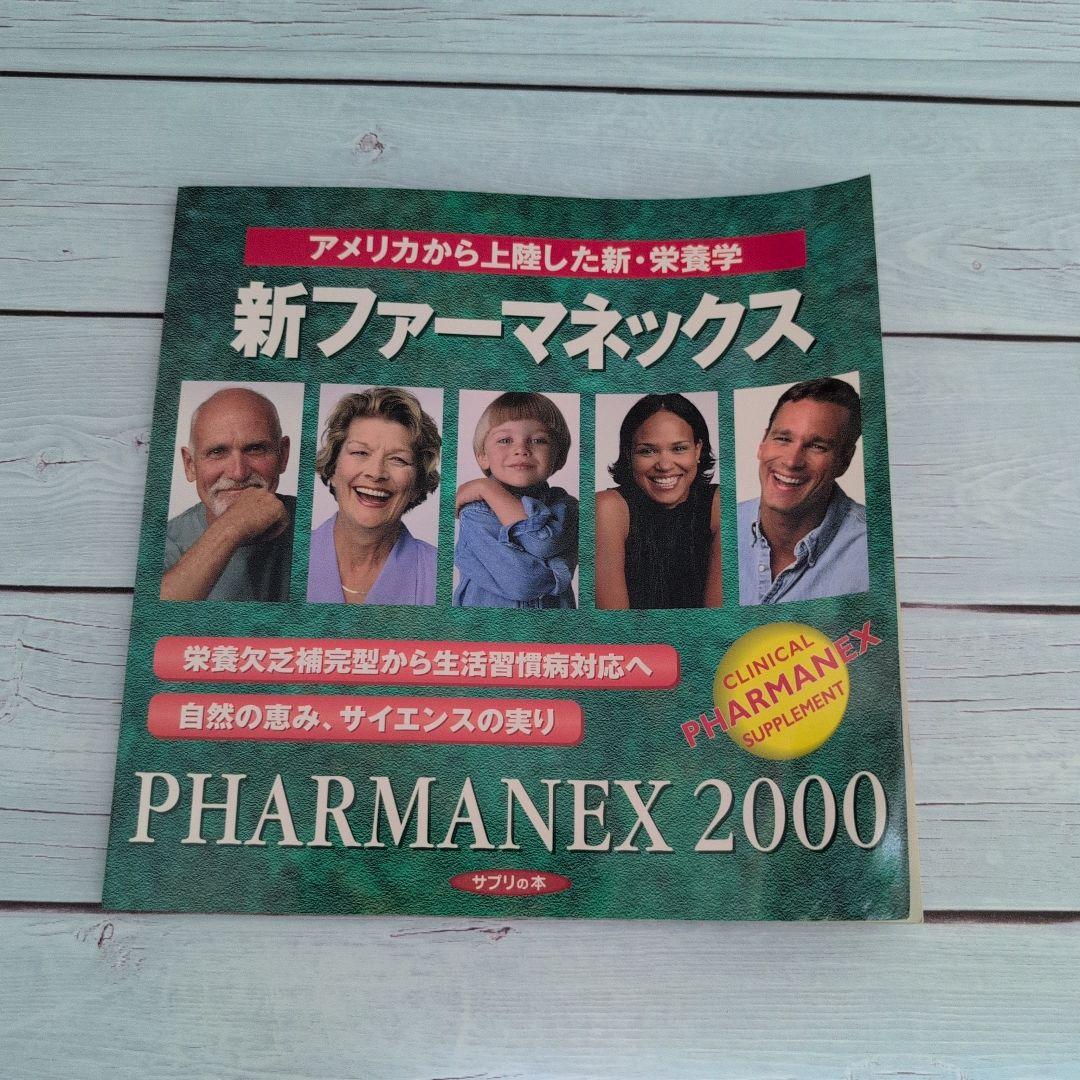 アメリカから上陸した新・栄養学
新ファーマネックス
栄養欠乏補完型から生活習慣病対応へ
自然の恵み、サイエンスの実り
CLINICAL
PHARMANEX
SUPPLEMENT
PHARMANEX 2000
サプリの本